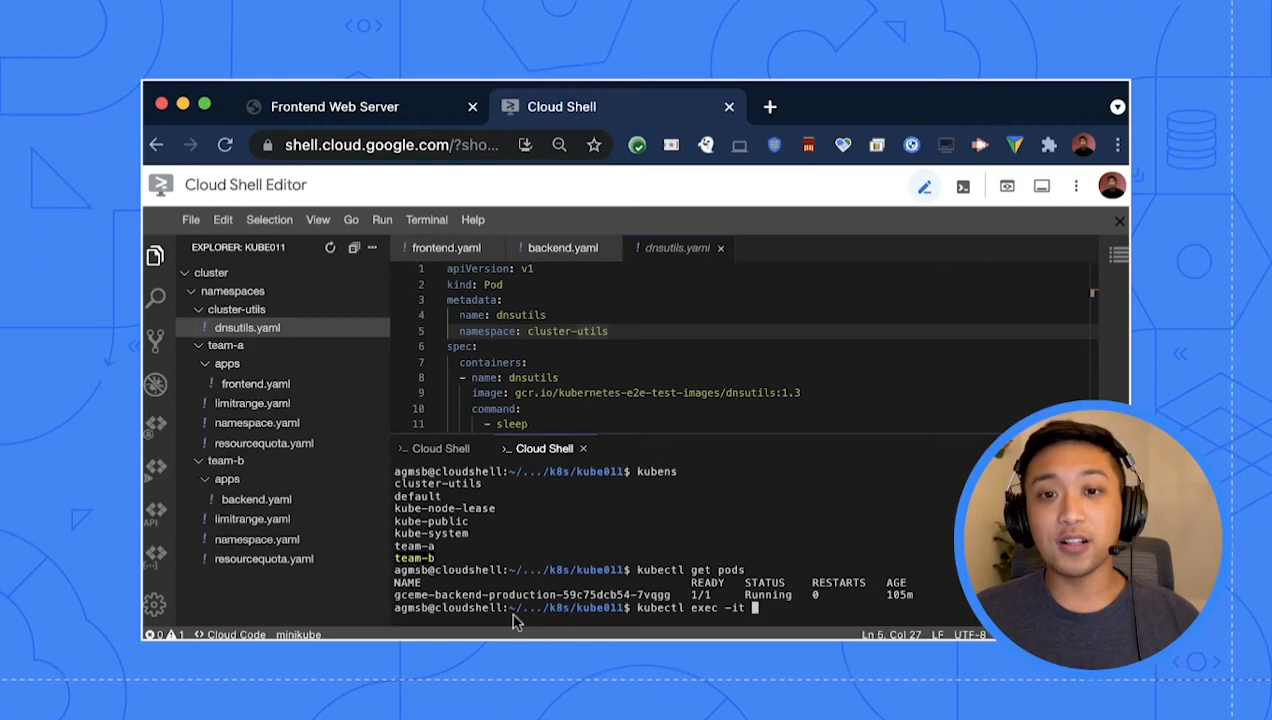 Frontend Web Server
Cloud Shell
shell.cloud.google.com/?sho...
Cloud Shell Editor
File Edit Selection View Go Run Terminal Help
EXPLORER: KUBE011
cluster
namespaces
cluster-utils
! dnsutils.yaml
team-a
apps
! frontend.yaml
! limitrange.yaml
! namespace.yaml
! resourcequota.yaml
team-b
apps
! backend.yaml
! limitrange.yaml
! namespace.yaml
! resourcequota.yaml
API
! frontend.yaml ! backend.yaml ! dnsutils.yaml
1 apiVersion: v1
2 kind: Pod
3 metadata:
4 name: dnsutils
5 namespace: cluster-utils
6 spec:
7 containers:
8 - name: dnsutils
9 image: gcr.io/kubernetes-e2e-test-images/dnsutils:1.3
10 command:
11 - sleep
>_ Cloud Shell >_ Cloud Shell
agmsb@cloudshell:~/.../k8s/kube011$ kubens
cluster-utils
default
kube-node-lease
kube-public
kube-system
team-a
team-b
agmsb@cloudshell:~/.../k8s/kube011$ kubectl get pods
NAME READY STATUS RESTARTS AGE
gceme-backend-production-59c75dcb54-7vqgg 1/1 Running 0 105m
agmsb@cloudshell:~/.../k8s/kube011$ kubectl exec -it
0 1 <> Cloud Code minikube Ln 5, Col 27 LF UTF-8